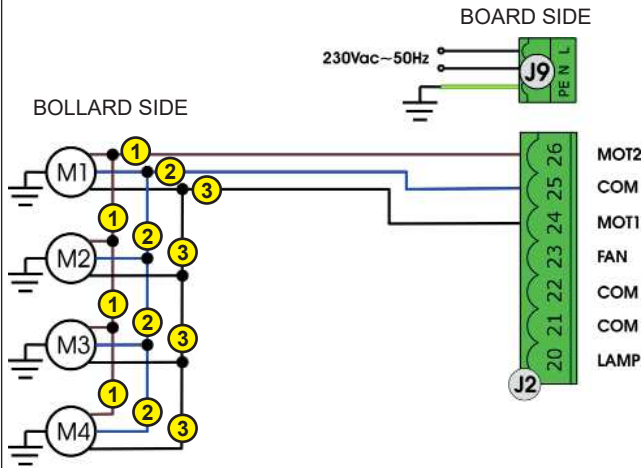 BOARD SIDE
230Vac~50Hz
J9
L
N
PE
BOLLARD SIDE
M1
1
2
3
26 MOT2
25 COM
24 MOT1
23 FAN
22 COM
21 COM
20 LAMP
J2
1
2
3
M2
1
2
3
M3
1
2
3
M4